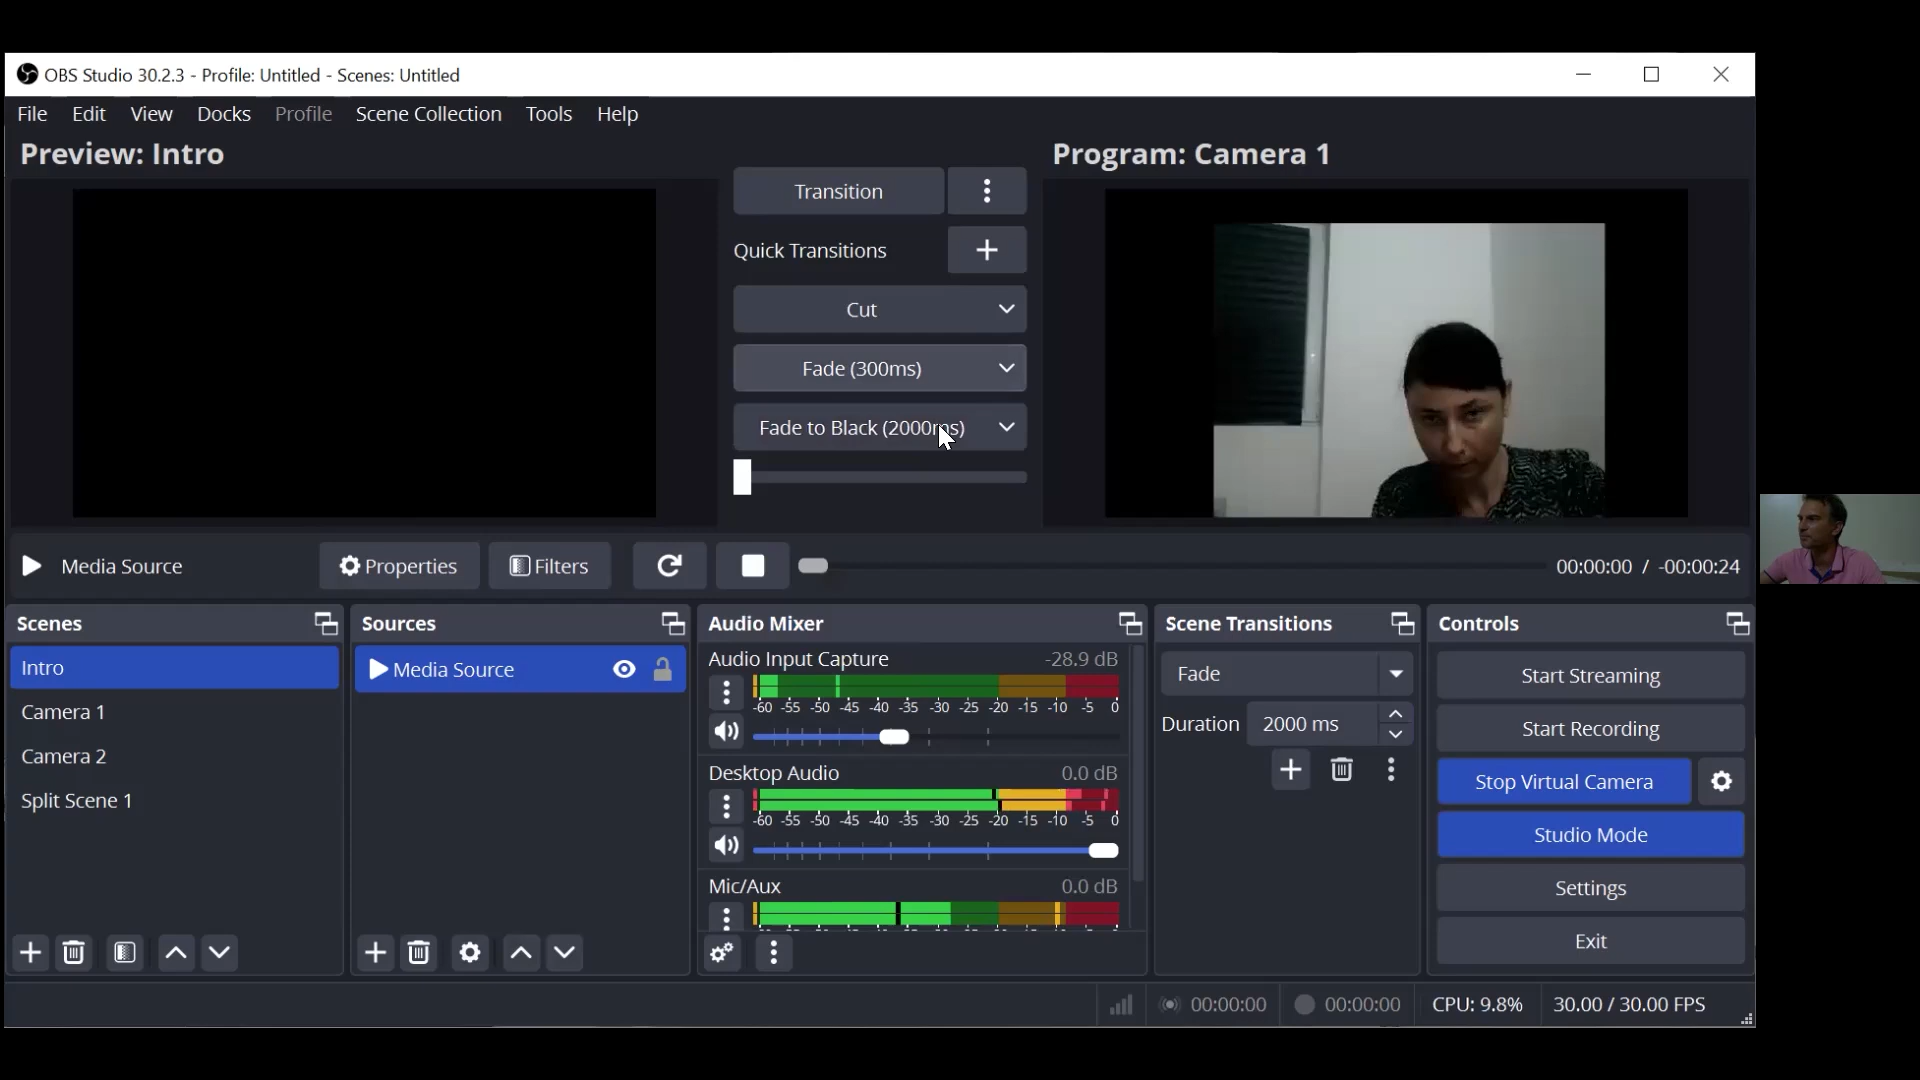 OBS Studio 30.2.3 - Profile: Untitled - Scenes: Untitled
File Edit View Docks Profile Scene Collection Tools Help
Preview: Intro
Program: Camera 1
Transition
Quick Transitions
Cut
Fade (300ms)
Fade to Black (2000ms)
Media Source
Properties
Filters
00:00:00 / -00:00:24
Scenes
Intro
Camera 1
Camera 2
Split Scene 1
Sources
Media Source
Audio Mixer
Audio Input Capture -28.9 dB
-60 -55 -50 -45 -40 -35 -30 -25 -20 -15 -10 -5 0
Desktop Audio 0.0 dB
-60 -55 -50 -45 -40 -35 -30 -25 -20 -15 -10 -5 0
Mic/Aux 0.0 dB
Scene Transitions
Fade
Duration 2000 ms
Controls
Start Streaming
Start Recording
Stop Virtual Camera
Studio Mode
Settings
Exit
00:00:00 00:00:00 CPU: 9.8% 30.00 / 30.00 FPS